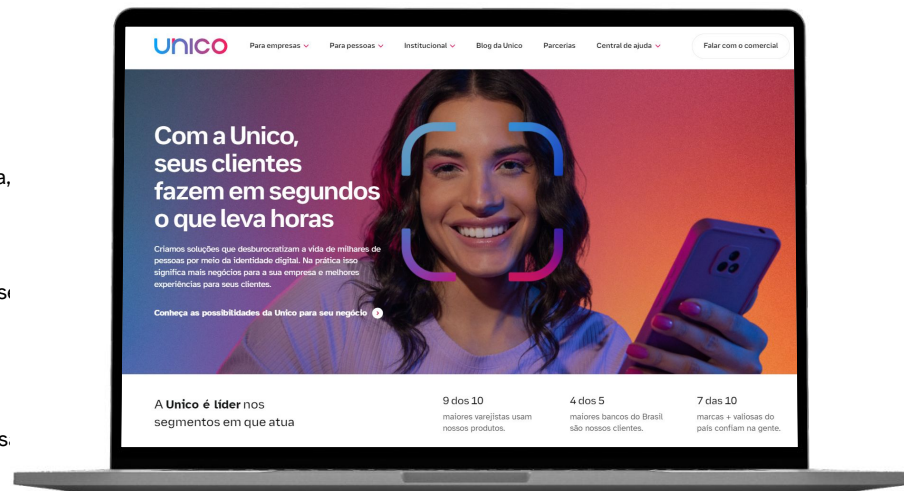 unico
Para empresas
Para pessoas
Institucional
Blog da Unico
Parcerias
Central de ajuda
Falar com o comercial
Com a Unico,
seus clientes
fazem em segundos
o que leva horas
Criamos soluções que desburocratizam a vida de milhares de
pessoas por meio da identidade digital. Na prática isso
significa mais negócios para a sua empresa e melhores
experiências para seus clientes.
Conheça as possibitidades da Unico para seu negócio
A Unico é líder nos
segmentos em que atua
9 dos 10
maiores varejistas usam
nossos produtos.
4 dos 5
maiores bancos do Brasil
são nossos clientes.
7 das 10
marcas + valiosas do
país confiam na gente.